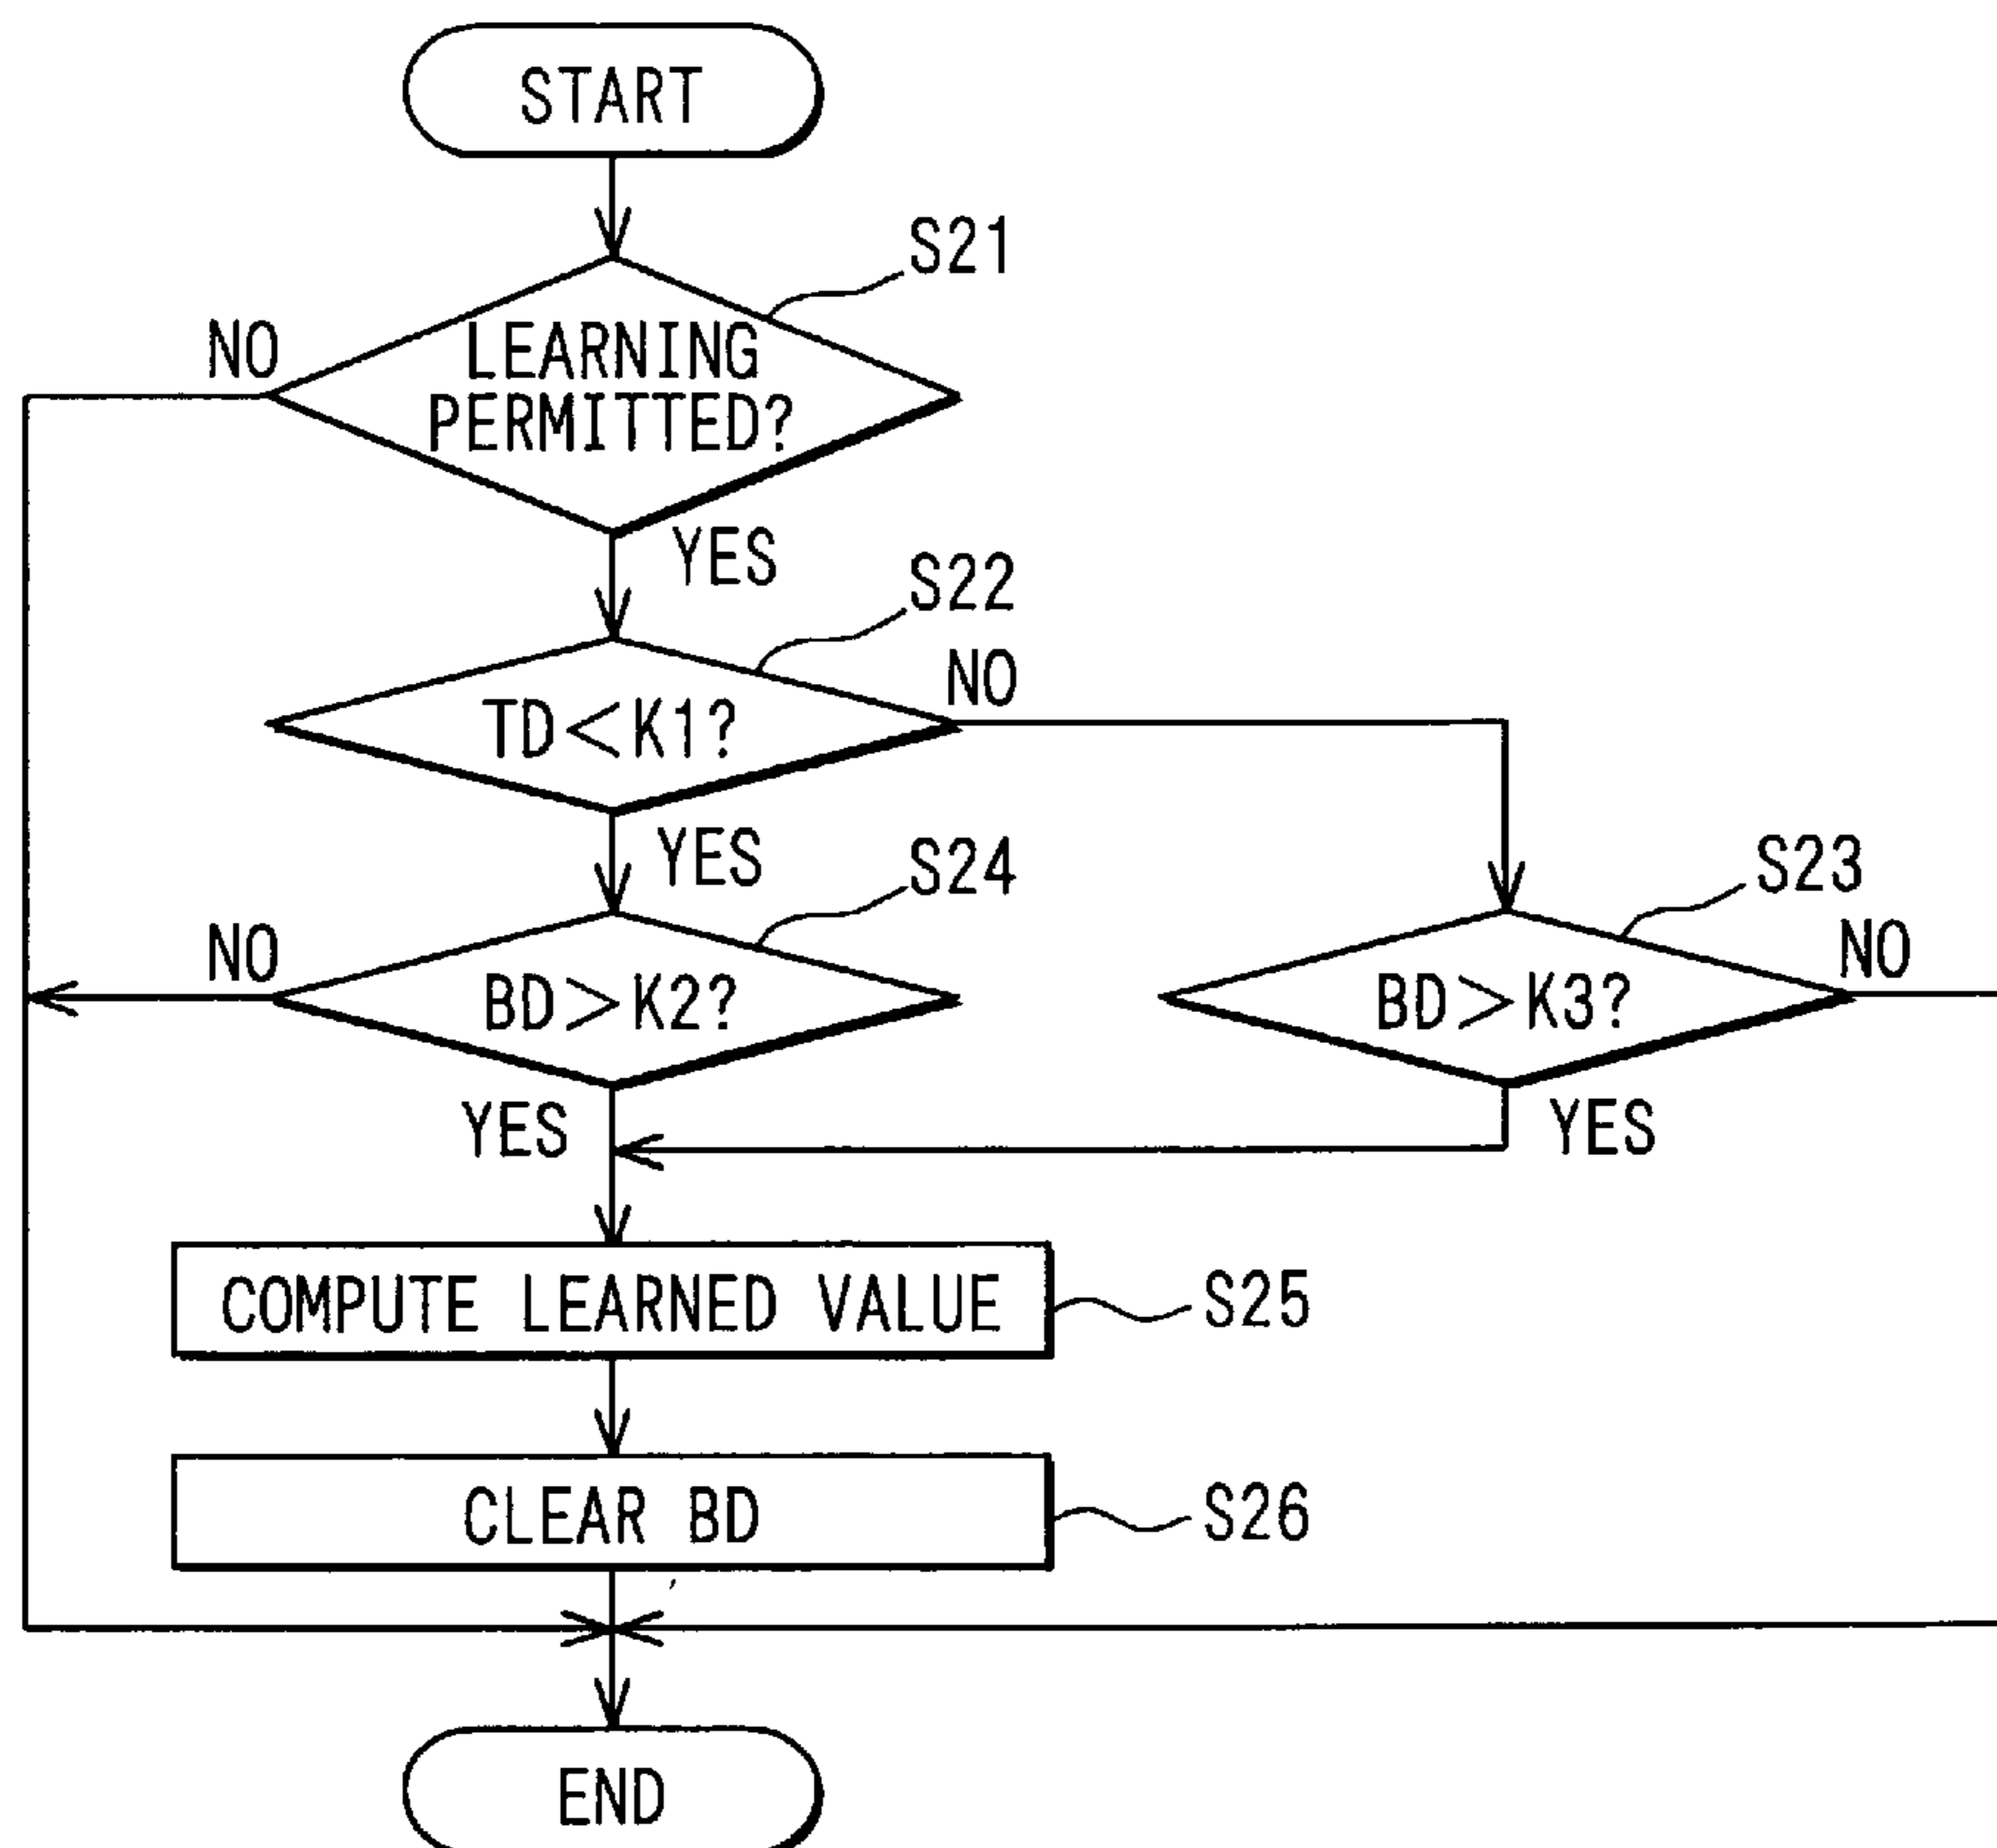 START
S21
NO
LEARNING
PERMITTED?
YES
S22
NO
TD<K1?
YES
S24
S23
NO
BD>K2?
BD>K3?
NO
YES
YES
COMPUTE LEARNED VALUE
S25
CLEAR BD
S26
END